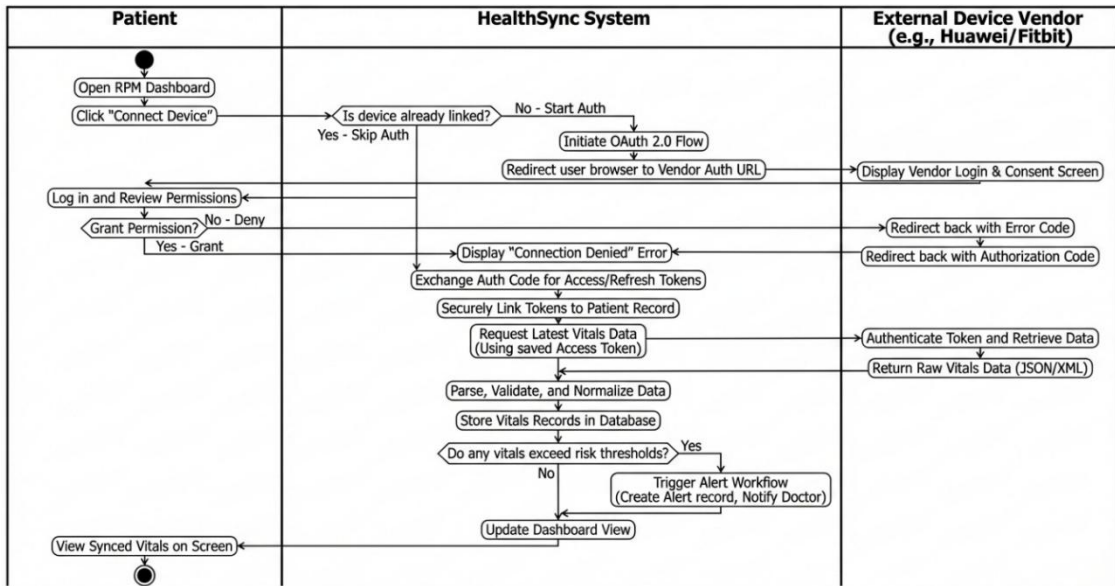 Patient
HealthSync System
External Device Vendor
(e.g., Huawei/Fitbit)
Open RPM Dashboard
Click “Connect Device”
Is device already linked?
No - Start Auth
Yes - Skip Auth
Initiate OAuth 2.0 Flow
Redirect user browser to Vendor Auth URL
Display Vendor Login & Consent Screen
Log in and Review Permissions
Grant Permission?
No - Deny
Redirect back with Error Code
Yes - Grant
Display “Connection Denied” Error
Redirect back with Authorization Code
Exchange Auth Code for Access/Refresh Tokens
Securely Link Tokens to Patient Record
Request Latest Vitals Data
(Using saved Access Token)
Authenticate Token and Retrieve Data
Return Raw Vitals Data (JSON/XML)
Parse, Validate, and Normalize Data
Store Vitals Records in Database
Do any vitals exceed risk thresholds?
Yes
No
Trigger Alert Workflow
(Create Alert record, Notify Doctor)
Update Dashboard View
View Synced Vitals on Screen